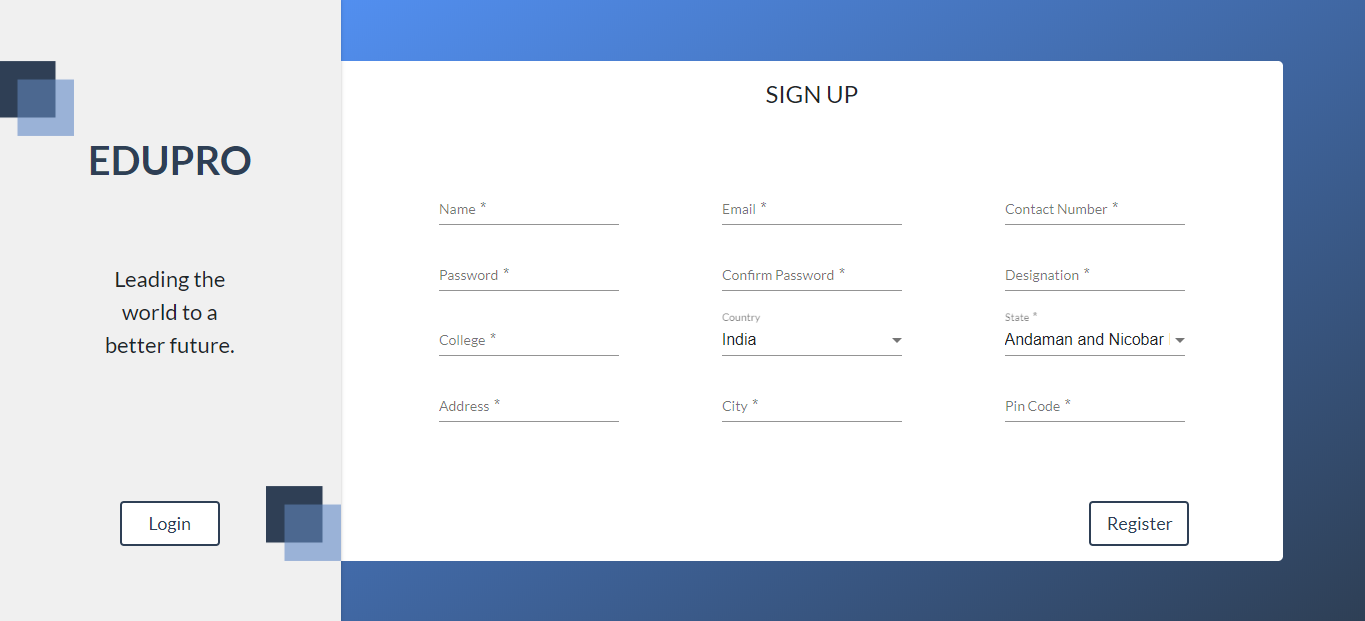 EDUPRO
Leading the
world to a
better future.
Login
SIGN UP
Name *
Email *
Contact Number *
Password *
Confirm Password *
Designation *
College *
Country
India
State *
Andaman and Nicobar
Address *
City *
Pin Code *
Register